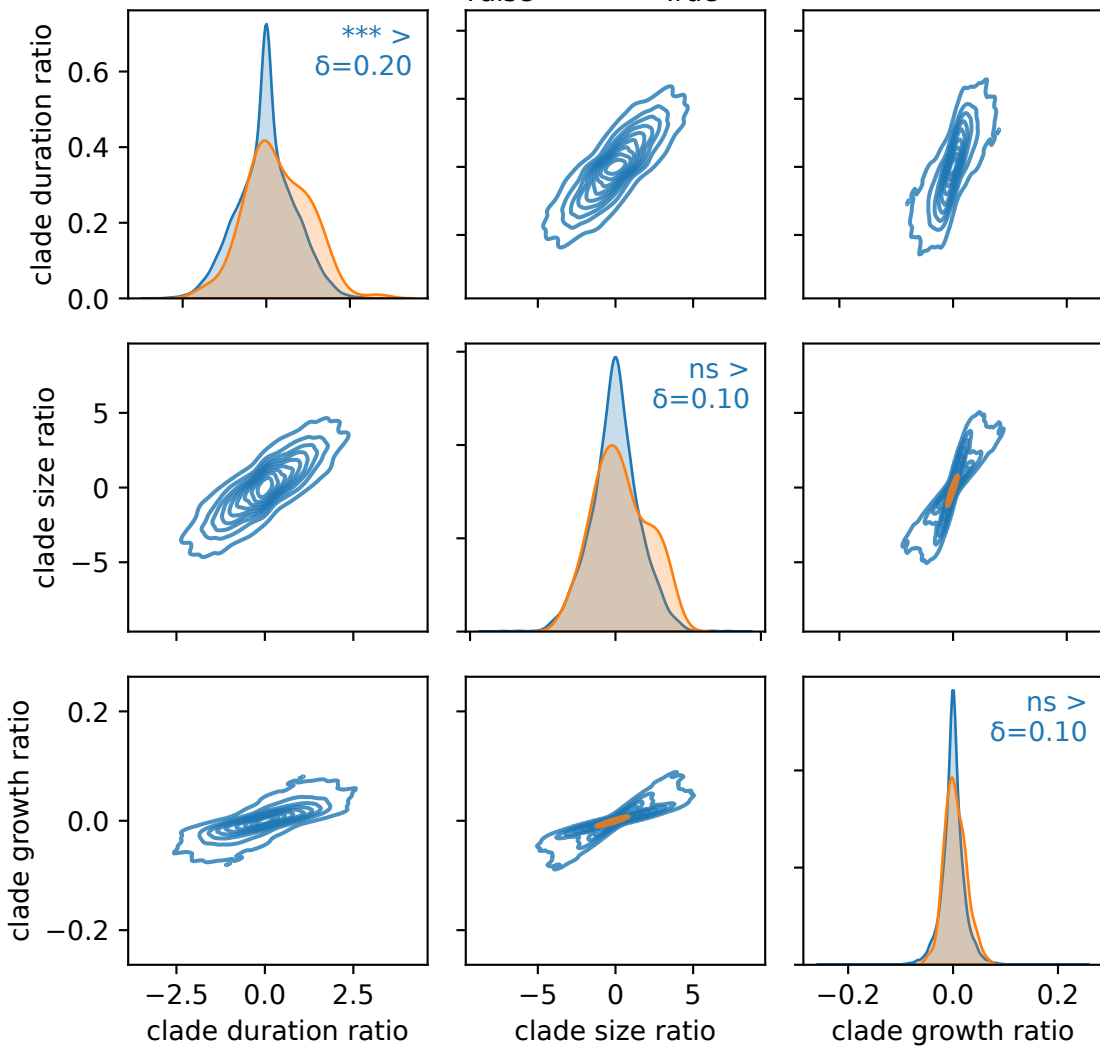 clade duration ratio
0.6
0.4
0.2
0.0
*** >
δ=0.20
−2.5 0.0 2.5
clade size ratio
5
0
−5
ns >
δ=0.10
clade growth ratio
0.2
0.0
−0.2
ns >
δ=0.10
−5 0 5
−0.2 0.0 0.2
clade duration ratio
clade size ratio
clade growth ratio